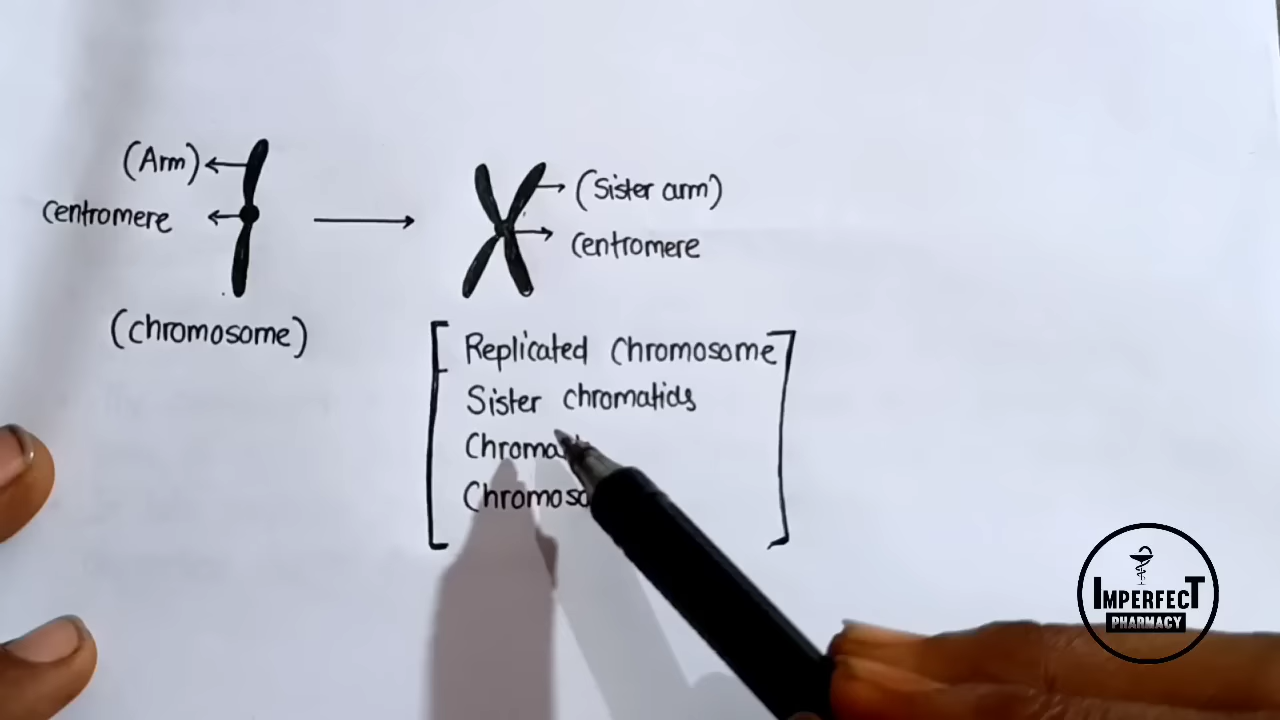 (Arm)
centromere
(chromosome)
(Sister arm)
centromere
Replicated Chromosome
Sister chromatids
IMPERFECT
PHARMACY